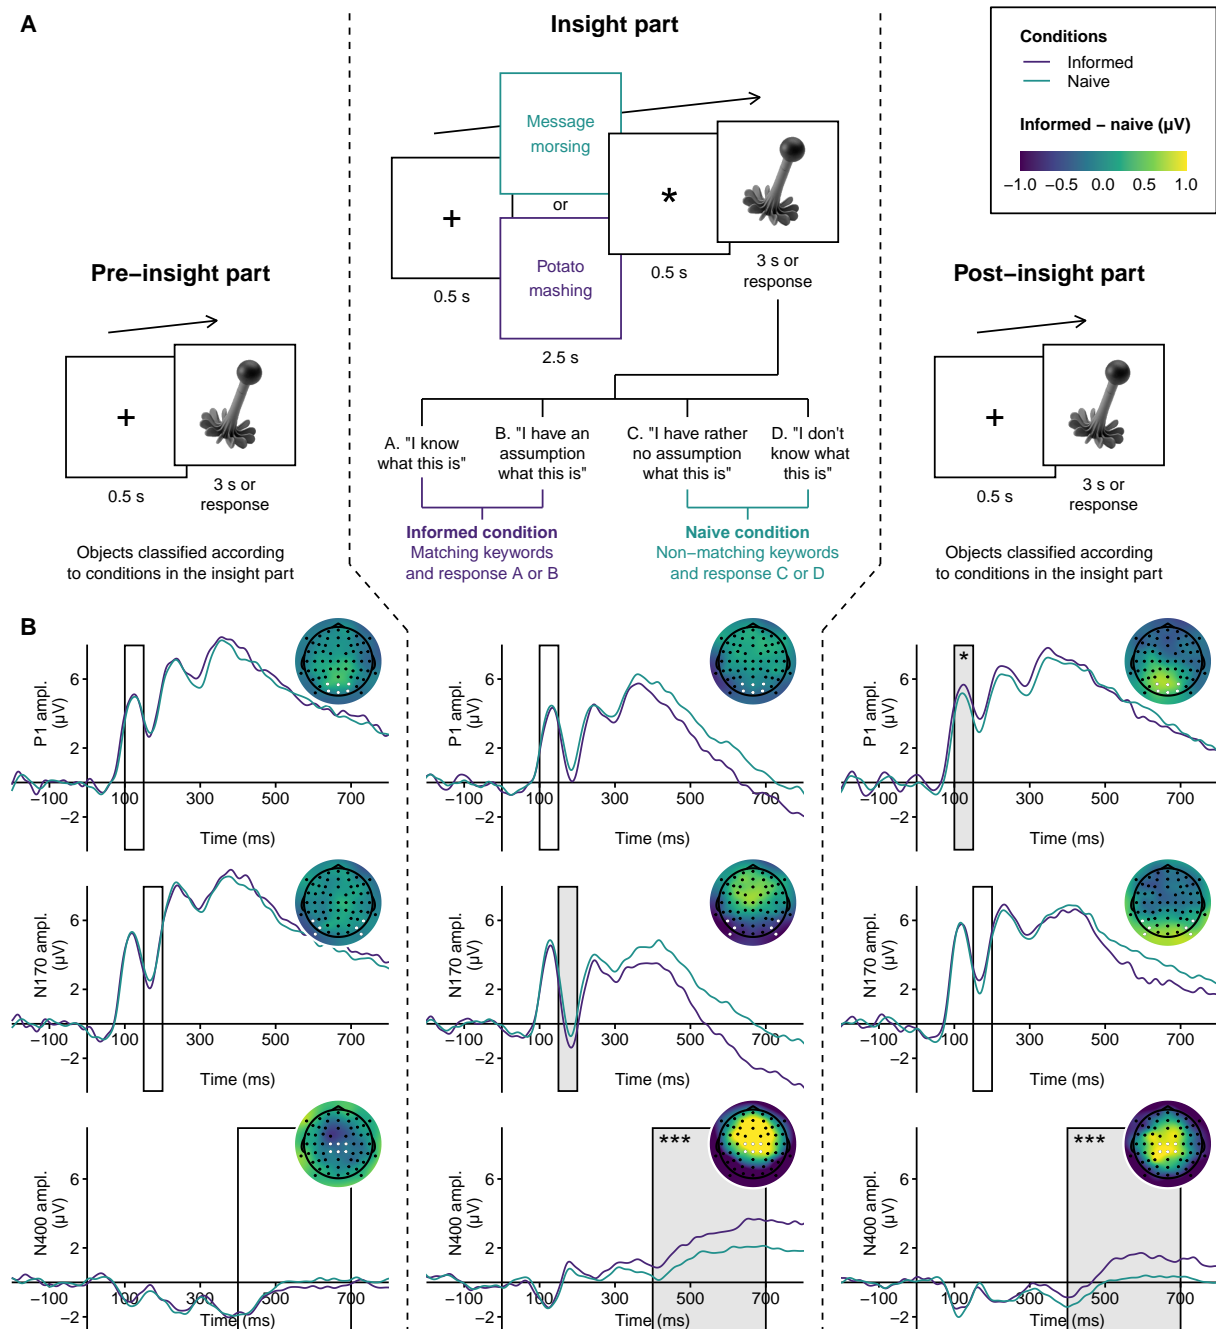 A
Insight part
Conditions
Informed
Naive
Informed – naive (µV)
−1.0 −0.5 0.0 0.5 1.0
Message
morsing
or
Potato
mashing
+
*
0.5 s
2.5 s
0.5 s
3 s or
response
Pre−insight part
+
0.5 s
3 s or
response
Objects classified according
to conditions in the insight part
A. "I know
what this is"
B. "I have an
assumption
what this is"
C. "I have rather
no assumption
what this is"
D. "I don't
know what
this is"
Informed condition
Matching keywords
and response A or B
Naive condition
Non−matching keywords
and response C or D
Post−insight part
+
0.5 s
3 s or
response
Objects classified according
to conditions in the insight part
B
P1 ampl.
(µV)
6
2
−2
−100 100 300 500 700
Time (ms)
P1 ampl.
(µV)
6
2
−2
−100 100 300 500 700
Time (ms)
P1 ampl.
(µV)
*
6
2
−2
−100 100 300 500 700
Time (ms)
N170 ampl.
(µV)
6
2
−2
−100 100 300 500 700
Time (ms)
N170 ampl.
(µV)
6
2
−2
−100 100 300 500 700
Time (ms)
N170 ampl.
(µV)
6
2
−2
−100 100 300 500 700
Time (ms)
N400 ampl.
(µV)
6
2
−2
−100 100 300 500 700
Time (ms)
N400 ampl.
(µV)
***
6
2
−2
−100 100 300 500 700
Time (ms)
N400 ampl.
(µV)
***
6
2
−2
−100 100 300 500 700
Time (ms)